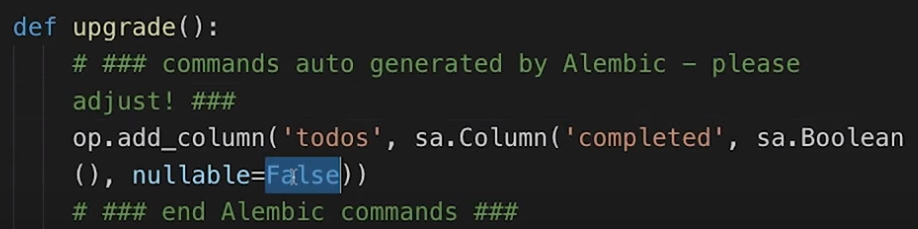 def upgrade():
# ### commands auto generated by Alembic – please
adjust! ###
op.add_column('todos', sa.Column('completed', sa.Boolean
(), nullable=False))
# ### end Alembic commands ###